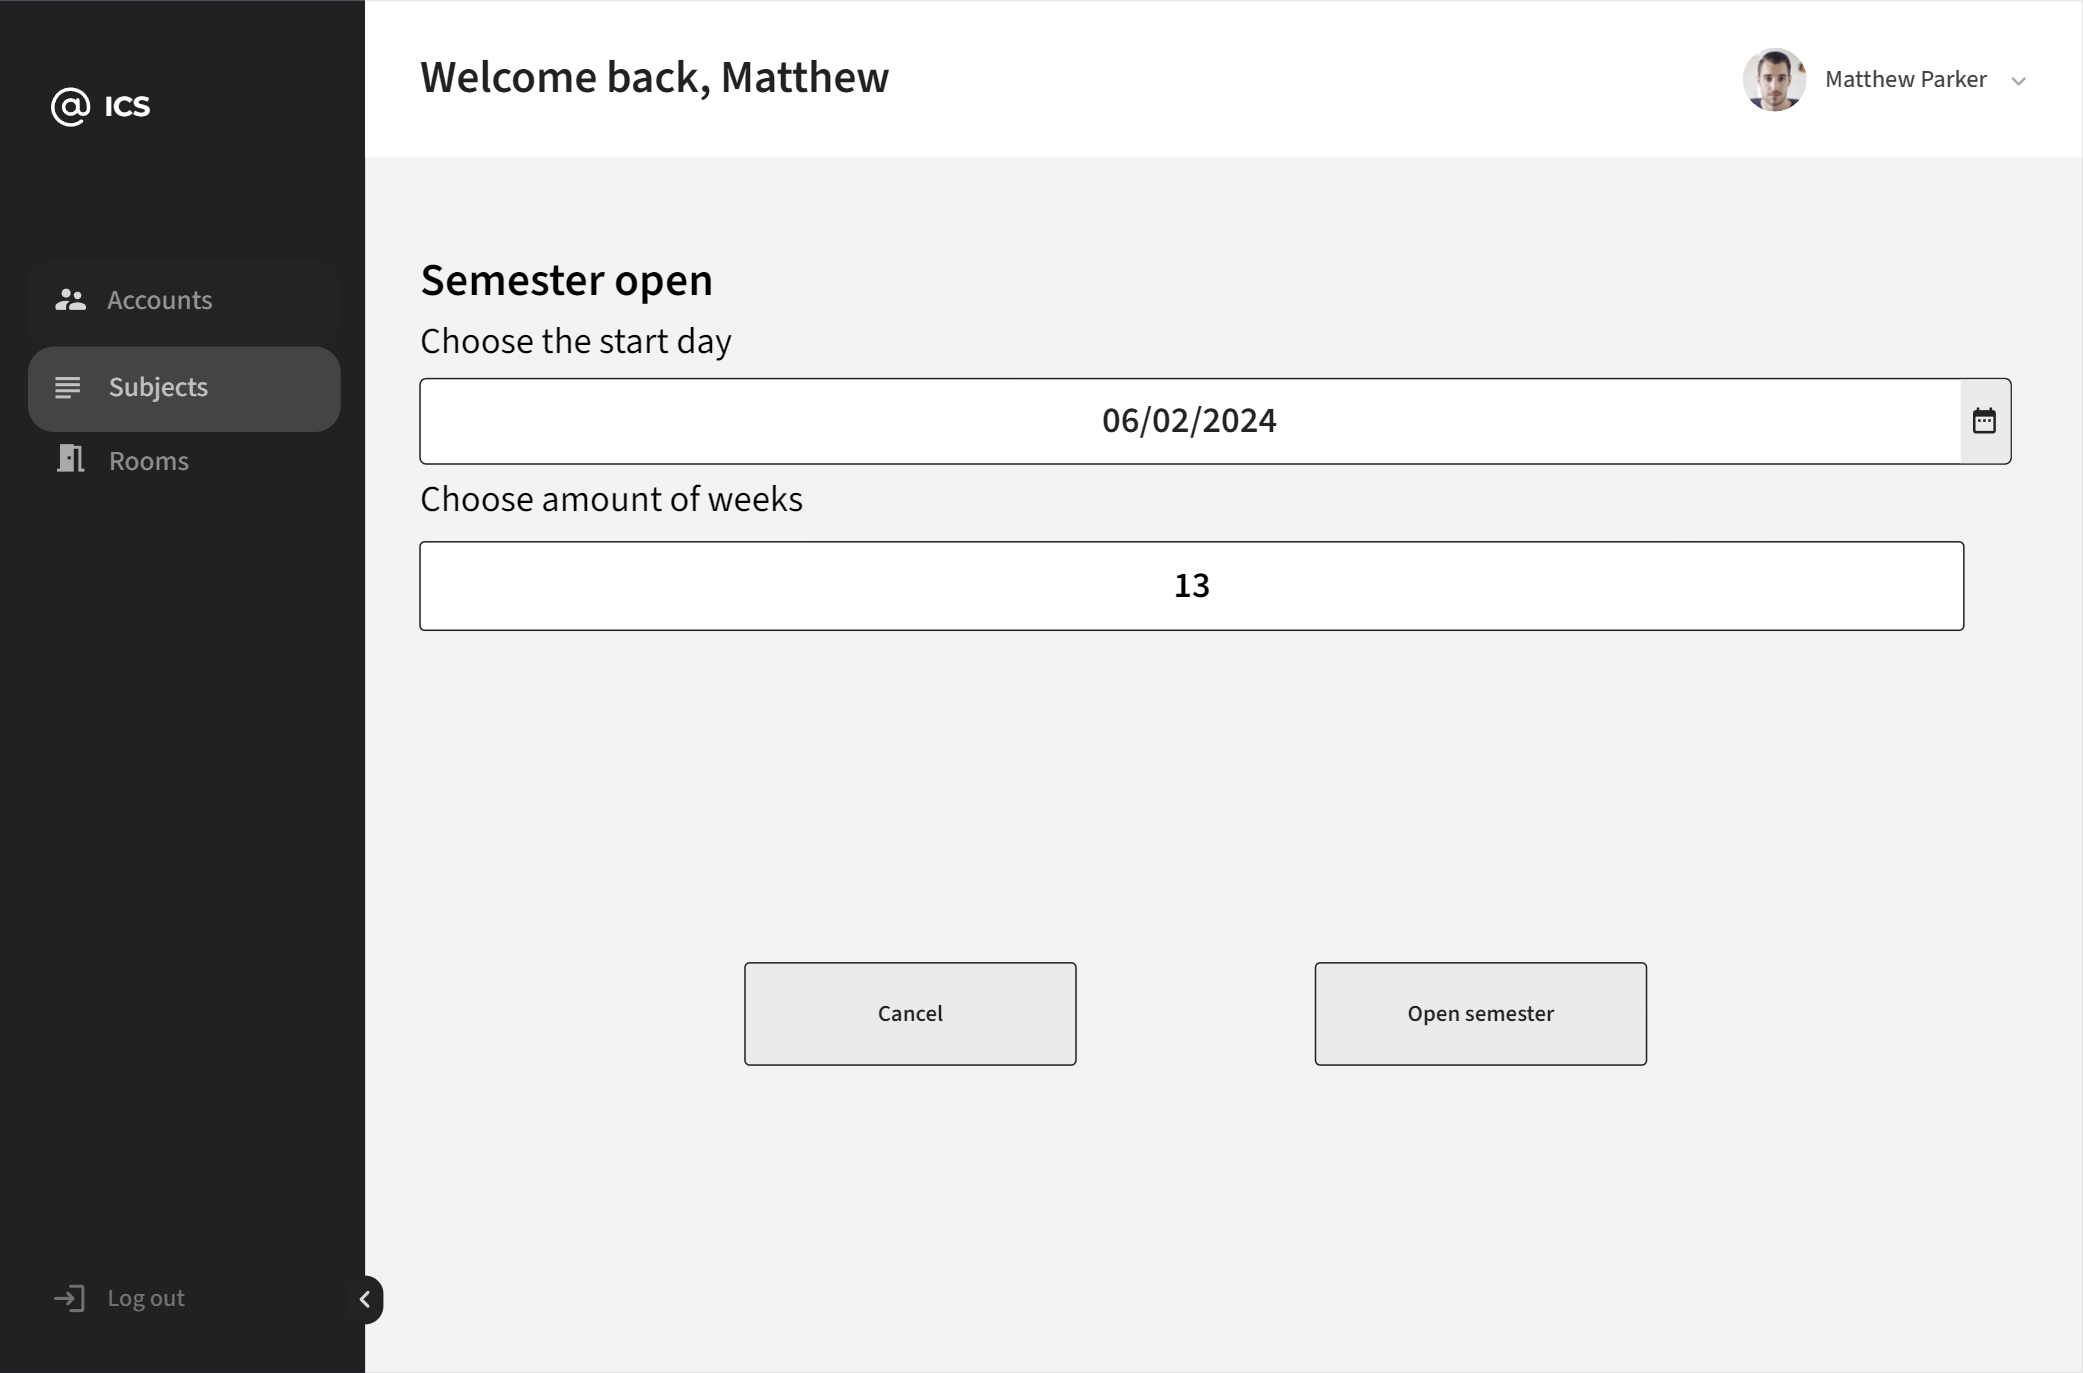 @ ICS
Welcome back, Matthew
Matthew Parker
Accounts
Subjects
Rooms
Log out
Semester open
Choose the start day
06/02/2024
Choose amount of weeks
13
Cancel
Open semester